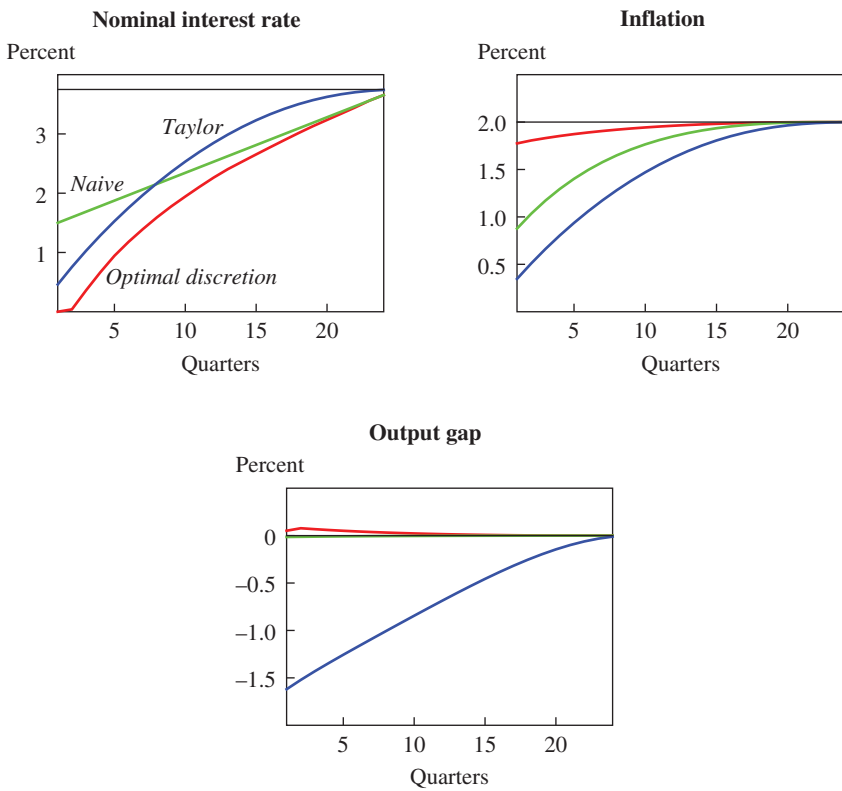 Nominal interest rate
Percent
3
2
1
Taylor
Naive
Optimal discretion
5 10 15 20
Quarters
Inflation
Percent
2.0
1.5
1.0
0.5
5 10 15 20
Quarters
Output gap
Percent
0
–0.5
–1.0
–1.5
5 10 15 20
Quarters